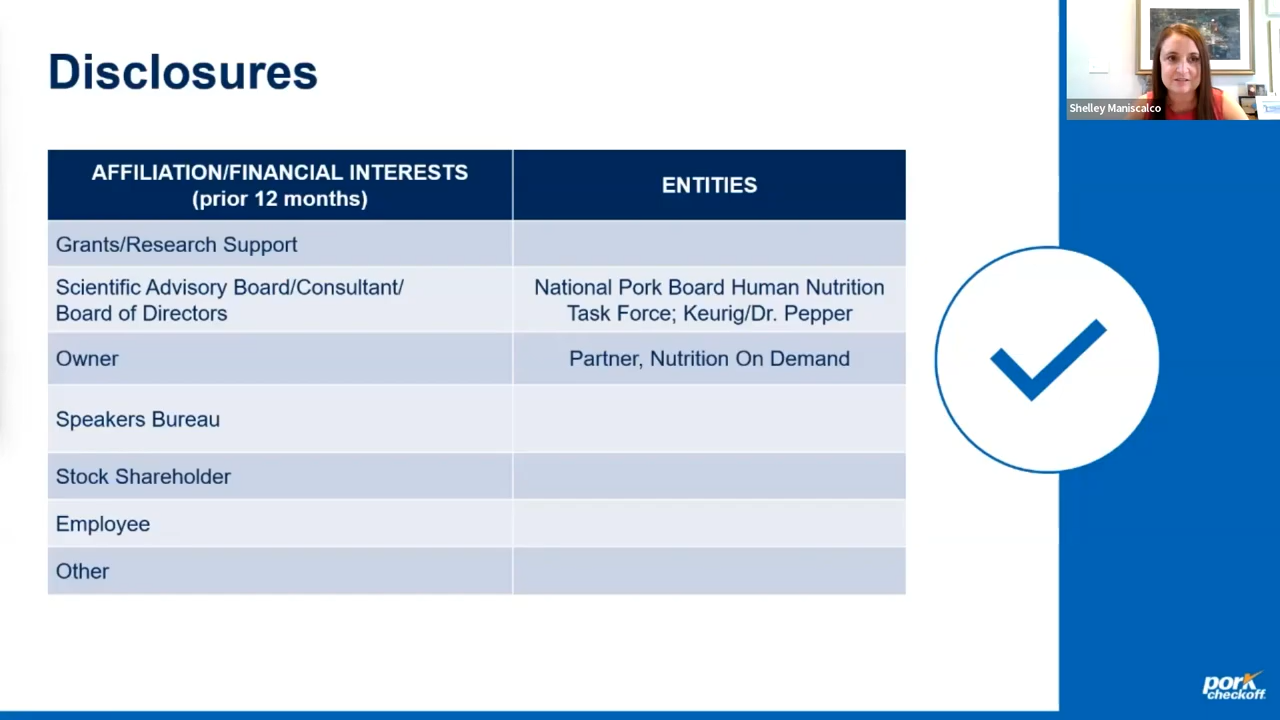 Disclosures
Shelley Maniscalco
AFFILIATION/FINANCIAL INTERESTS
(prior 12 months)
ENTITIES
Grants/Research Support
Scientific Advisory Board/Consultant/
Board of Directors
National Pork Board Human Nutrition
Task Force; Keurig/Dr. Pepper
Owner
Partner, Nutrition On Demand
Speakers Bureau
Stock Shareholder
Employee
Other
pork
checkoff